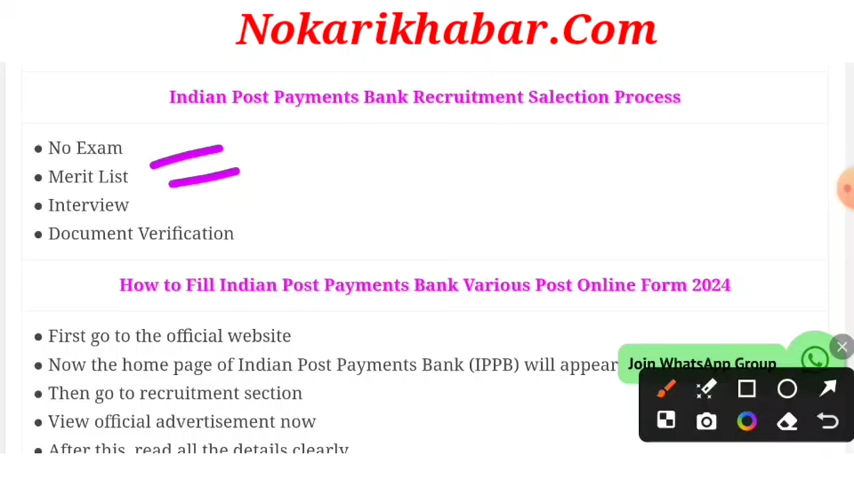 Nokarikhabar.Com
Indian Post Payments Bank Recruitment Salection Process
● No Exam
● Merit List
● Interview
● Document Verification
How to Fill Indian Post Payments Bank Various Post Online Form 2024
● First go to the official website
● Now the home page of Indian Post Payments Bank (IPPB) will appear
Join WhatsApp Group
● Then go to recruitment section
● View official advertisement now
● After this, read all the details clearly